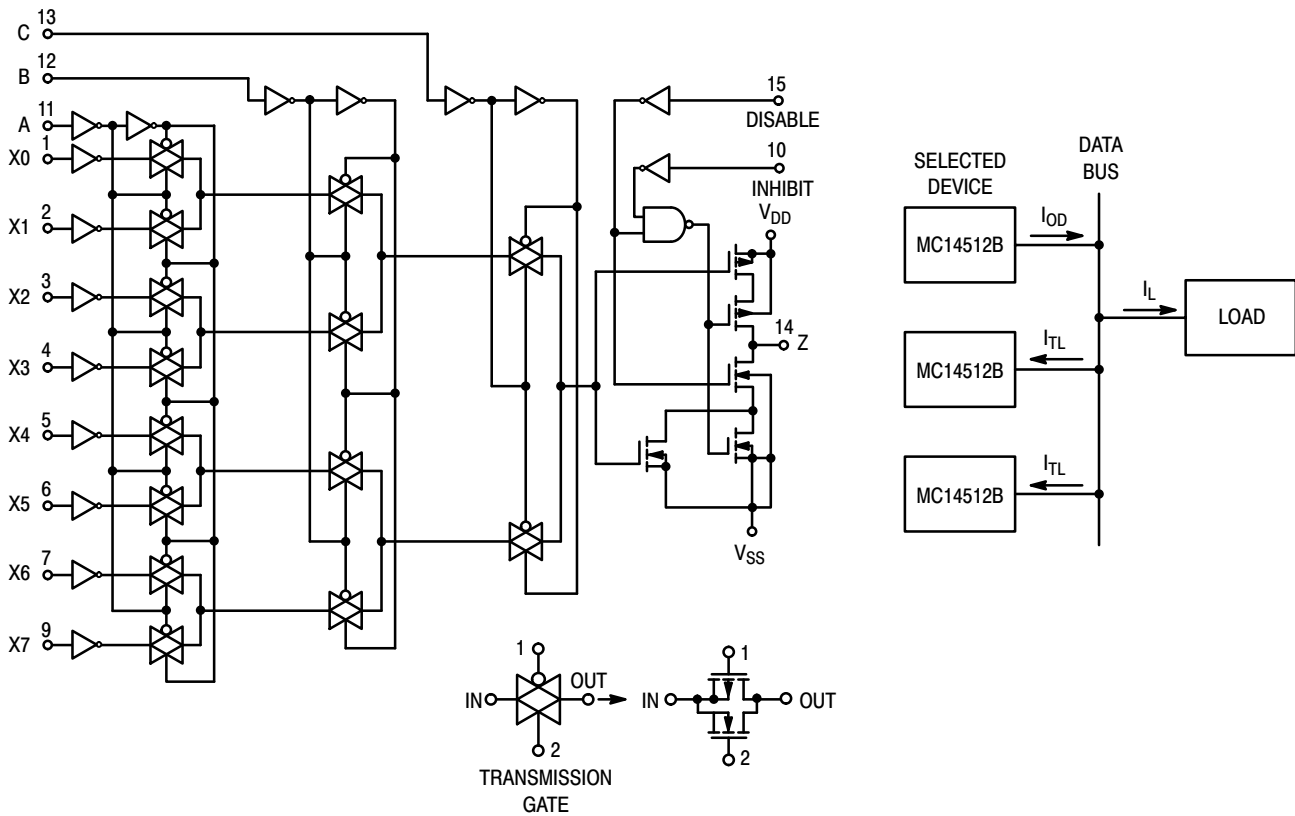 C 13
B 12
A 11
X0 1
X1 2
X2 3
X3 4
X4 5
X5 6
X6 7
X7 9
15
DISABLE
10
INHIBIT
VDD
14 Z
VSS
SELECTED
DEVICE
DATA
BUS
MC14512B
IOD
IL
LOAD
MC14512B
ITL
MC14512B
ITL
1
IN
OUT
2
TRANSMISSION
GATE
1
IN
OUT
2